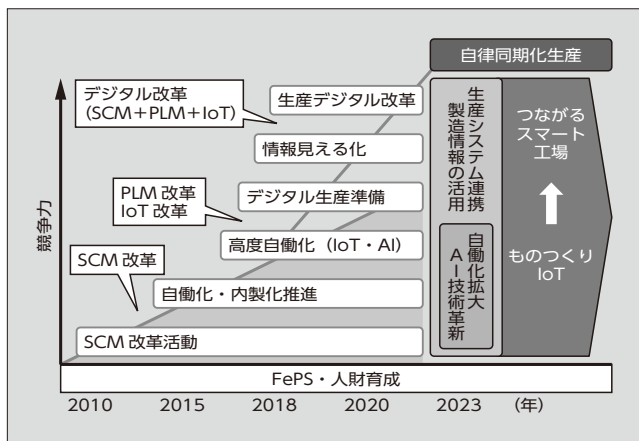 自律同期化生産
デジタル改革
（SCM＋PLM＋IoT）
生産デジタル改革
情報見える化
PLM 改革
IoT 改革
デジタル生産準備
高度自働化（IoT・AI）
SCM 改革
自働化・内製化推進
SCM 改革活動
競争力
生産システム連携
製造情報の活用
自働化拡大
AI技術革新
つながる
スマート
工場
ものつくり
IoT
FePS・人財育成
2010 2015 2018 2020 2023 （年）